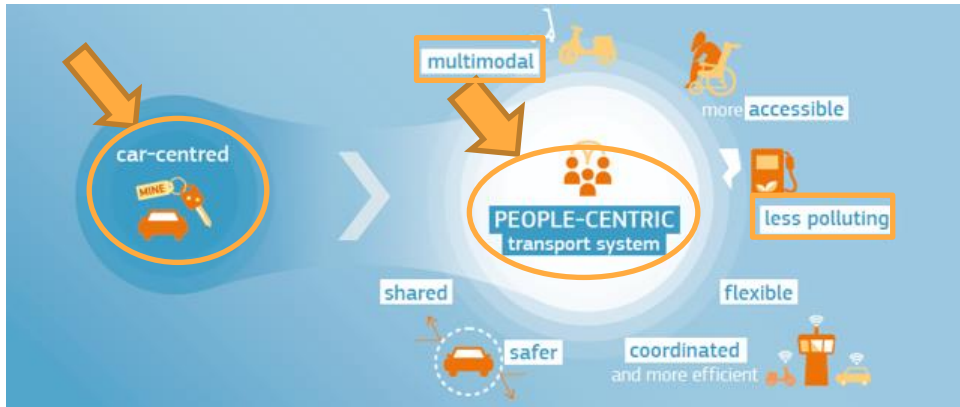 car-centred
MINE
multimodal
more accessible
PEOPLE-CENTRIC
transport system
less polluting
shared
safer
flexible
coordinated
and more efficient